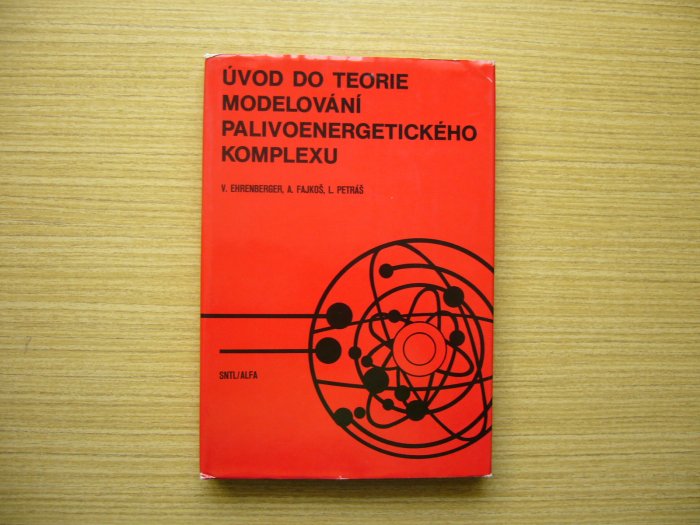 ÚVOD DO TEORIE
MODELOVÁNÍ
PALIVOENERGETICKÉHO
KOMPLEXU
V. EHRENBERGER, A. FAJKOŠ, L. PETRÁŠ
SNTL/ALFA